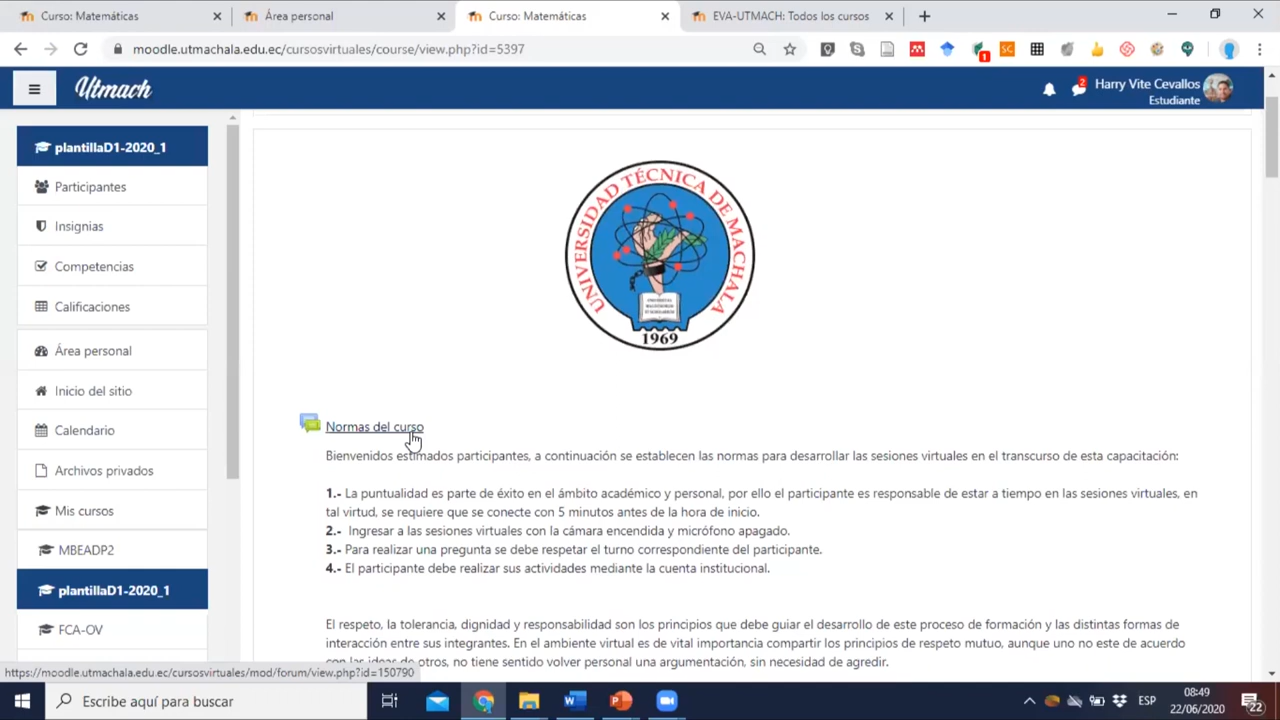 Curso: Matemáticas
Área personal
Curso: Matemáticas
EVA-UTMACH: Todos los cursos
moodle.utmachala.edu.ec/cursosvirtuales/course/view.php?id=5397
1
Utmach
2
Harry Vite Cevallos
Estudiante
plantillaD1-2020_1
Participantes
Insignias
Competencias
Calificaciones
Área personal
Inicio del sitio
Calendario
Archivos privados
Mis cursos
MBEADP2
plantillaD1-2020_1
FCA-OV
UNIVERSIDAD TÉCNICA DE MACHALA
1969
Normas del curso
Bienvenidos estimados participantes, a continuación se establecen las normas para desarrollar las sesiones virtuales en el transcurso de esta capacitación:
1.- La puntualidad es parte de éxito en el ámbito académico y personal, por ello el participante es responsable de estar a tiempo en las sesiones virtuales, en
tal virtud, se requiere que se conecte con 5 minutos antes de la hora de inicio.
2.- Ingresar a las sesiones virtuales con la cámara encendida y micrófono apagado.
3.- Para realizar una pregunta se debe respetar el turno correspondiente del participante.
4.- El participante debe realizar sus actividades mediante la cuenta institucional.
El respeto, la tolerancia, dignidad y responsabilidad son los principios que debe guiar el desarrollo de este proceso de formación y las distintas formas de
interacción entre sus integrantes. En el ambiente virtual es de vital importancia compartir los principios de respeto mutuo, aunque uno no este de acuerdo
con las ideas de otros, no tiene sentido volver personal una argumentación, sin necesidad de agredir.
https://moodle.utmachala.edu.ec/cursosvirtuales/mod/forum/view.php?id=150790
Escribe aquí para buscar
ESP
08:49
22/06/2020
22